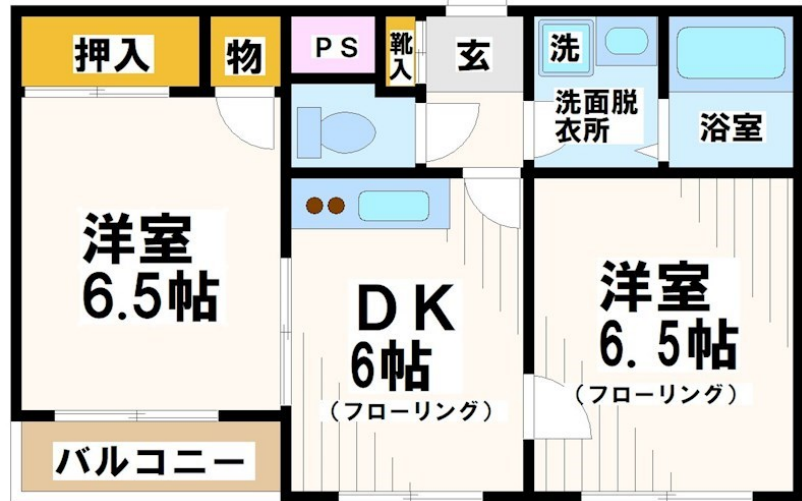 押入
物
PS
靴入
玄
洗
洗面脱
衣所
浴室
洋室
6.5帖
DK
6帖
(フローリング)
洋室
6.5帖
(フローリング)
バルコニー